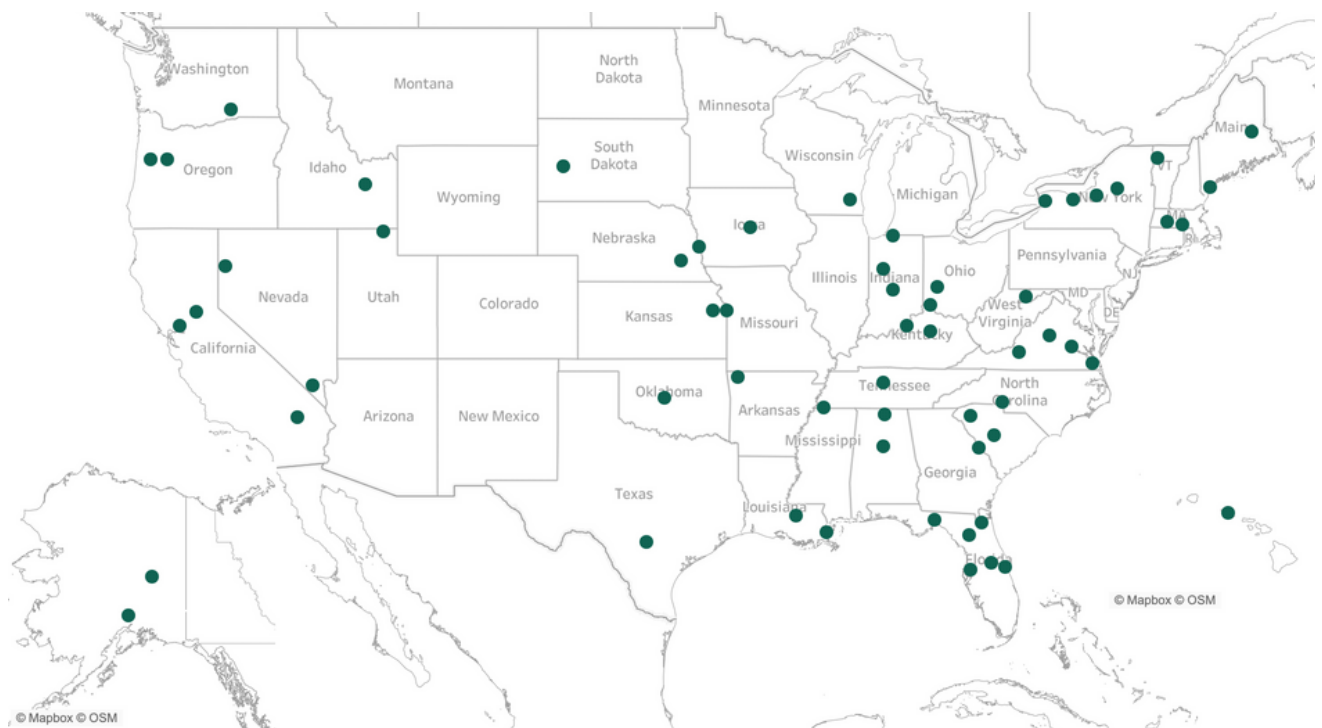 Washington
Montana
North
Dakota
Minnesota
Main
Oregon
Idaho
South
Dakota
Wisconsin
Michigan
VT
New York
Wyoming
Iowa
MA
RI
Nebraska
Nevada
Utah
Colorado
Illinois
Indiana
Ohio
Pennsylvania
NJ
California
Kansas
Missouri
Kentucky
West
Virginia
MD
DE
Arizona
New Mexico
Oklahoma
Arkansas
Tennessee
North
Carolina
Mississippi
Georgia
Texas
Louisiana
Florida
© Mapbox © OSM
© Mapbox © OSM